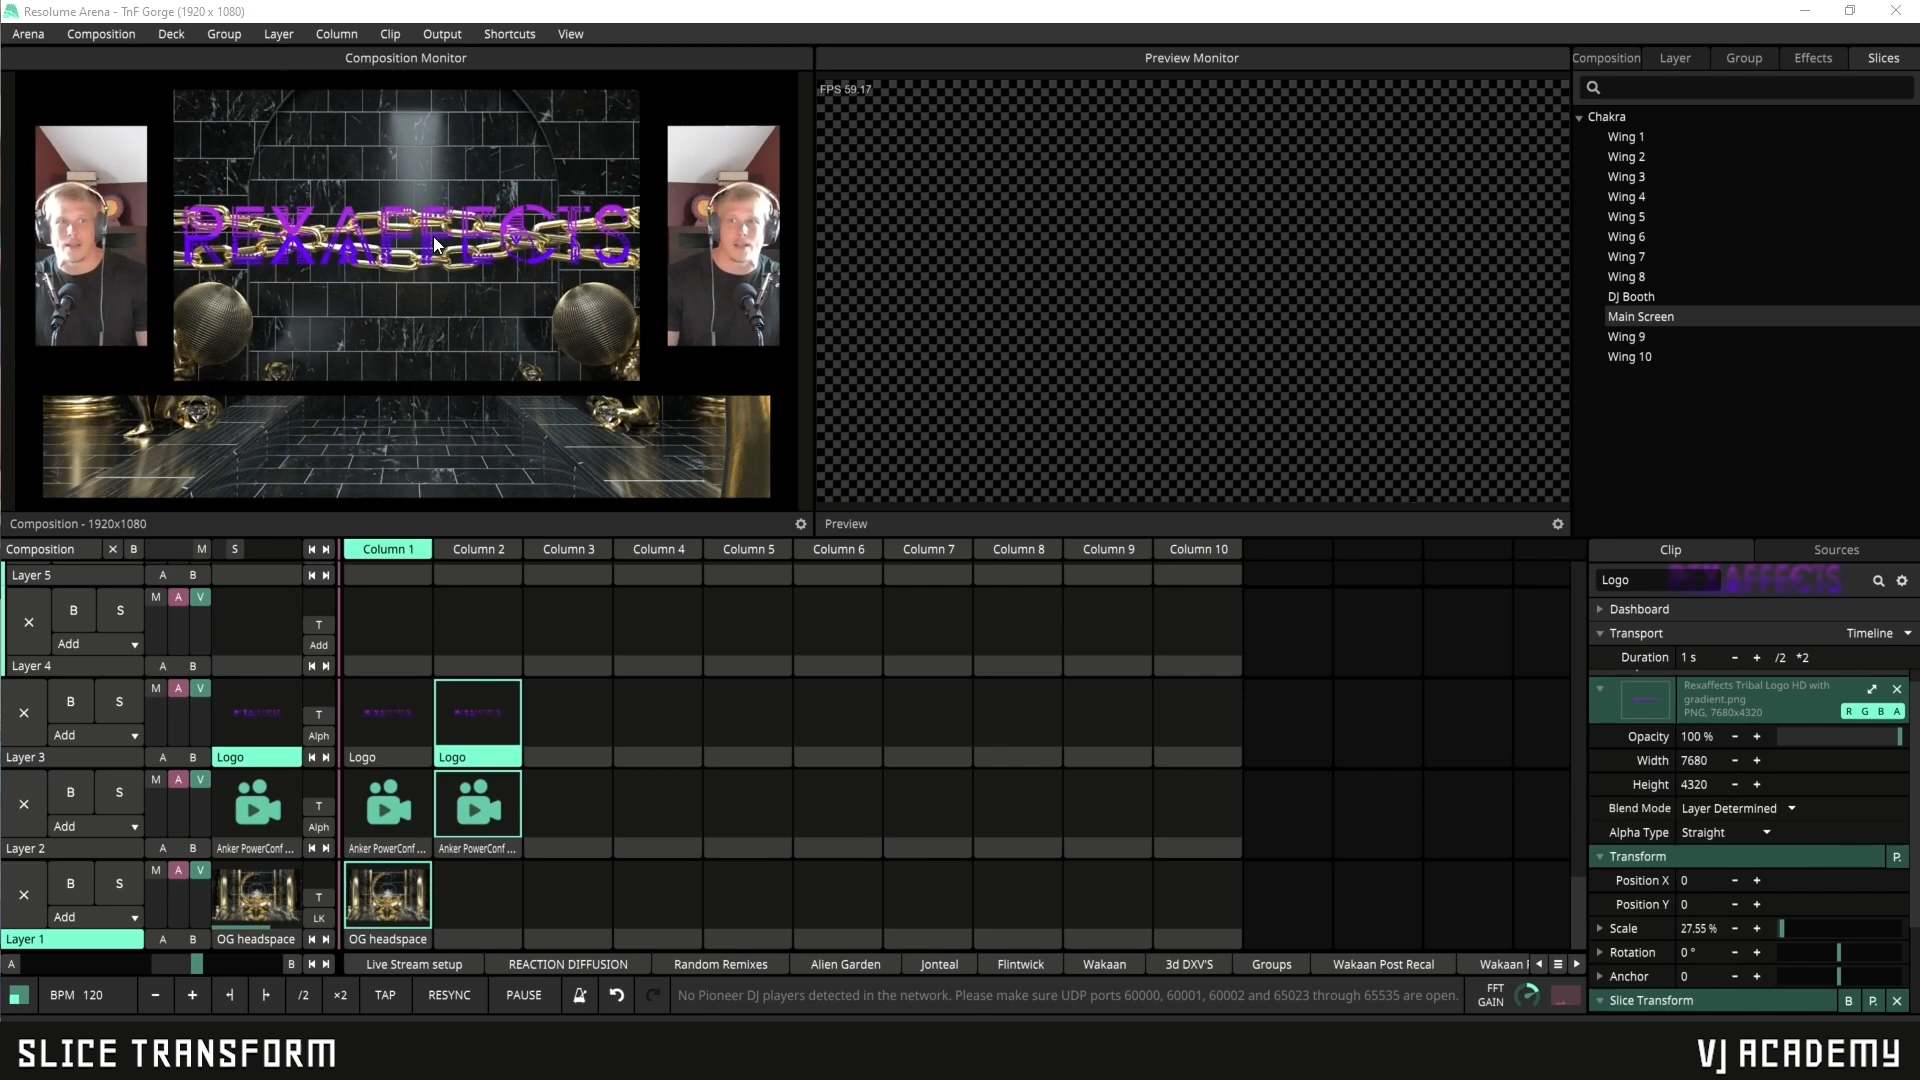 Resolume Arena - TnF Gorge (1920 x 1080)
Arena Composition Deck Group Layer Column Clip Output Shortcuts View
Composition Monitor
Preview Monitor
Composition Layer Group Effects Slices
FPS 59.17
Chakra
Wing 1
Wing 2
Wing 3
Wing 4
Wing 5
Wing 6
Wing 7
Wing 8
DJ Booth
Main Screen
Wing 9
Wing 10
REXAFFECTS
Composition - 1920x1080
Preview
Composition B M S Column 1 Column 2 Column 3 Column 4 Column 5 Column 6 Column 7 Column 8 Column 9 Column 10
Layer 5 A B
B S M A V T
Add Add
Layer 4 A B
B S M A V T
Add Alph
Layer 3 A B Logo Logo Logo
B S M A V T
Add Alph
Layer 2 A B Anker PowerConf ... Anker PowerConf ... Anker PowerConf ...
B S M A V T
Add LK
Layer 1 A B OG headspace OG headspace
A B Live Stream setup REACTION DIFFUSION Random Remixes Alien Garden Jonteal Flintwick Wakaan 3d DXV'S Groups Wakaan Post Recal Wakaan
BPM 120 - + /2 ×2 TAP RESYNC PAUSE No Pioneer DJ players detected in the network. Please make sure UDP ports 60000, 60001, 60002 and 65023 through 65535 are open. FFT GAIN
Clip Sources
Logo
Dashboard
Transport Timeline
Duration 1 s - + /2 *2
Rexaffects Tribal Logo HD with
gradient.png
PNG, 7680x4320 R G B A
Opacity 100 % - +
Width 7680 - +
Height 4320 - +
Blend Mode Layer Determined
Alpha Type Straight
Transform P.
Position X 0 - +
Position Y 0 - +
Scale 27.55 % - +
Rotation 0 ° - +
Anchor 0 - +
Slice Transform B P.
SLICE TRANSFORM
VJ ACADEMY